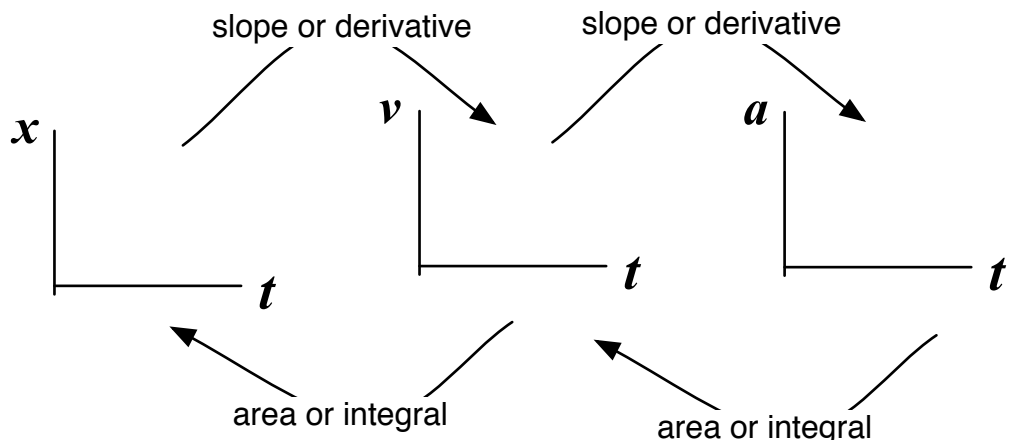 slope or derivative
slope or derivative
x
t
v
t
a
t
area or integral
area or integral